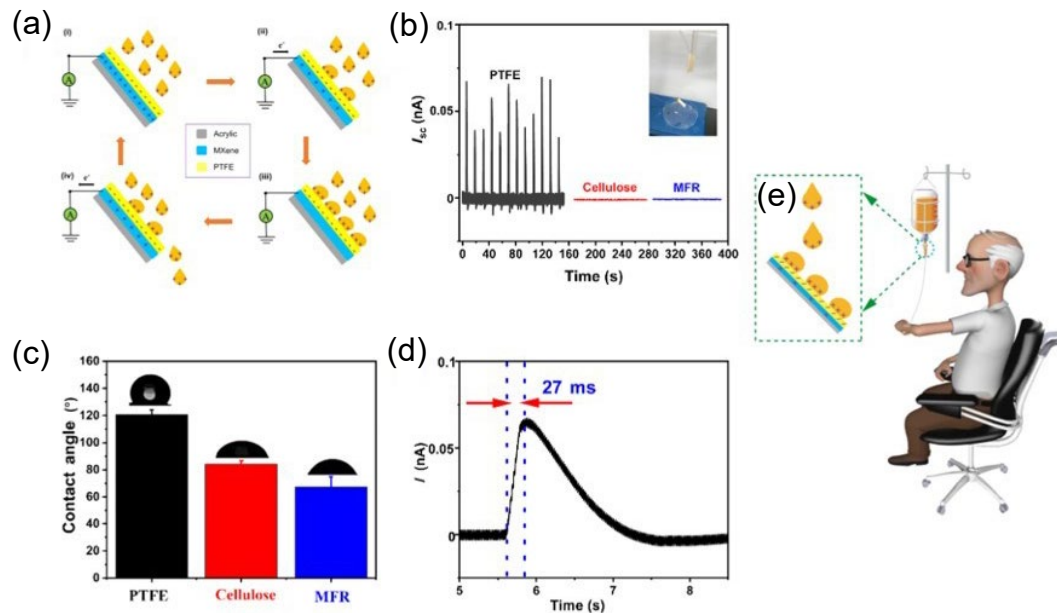 (a)
(i)
e⁻
(ii)
A
A
Acrylic
MXene
PTFE
(iv)
e⁻
(iii)
A
A
(b)
0.1
0.05
0
I_sc (nA)
PTFE
Cellulose
MFR
0 40 80 120 160 200 240 280 320 360 400
Time (s)
(c)
160
140
120
100
80
60
40
20
0
Contact angle (°)
PTFE
Cellulose
MFR
(d)
0.1
0.05
0
I (nA)
27 ms
5 6 7 8
Time (s)
(e)